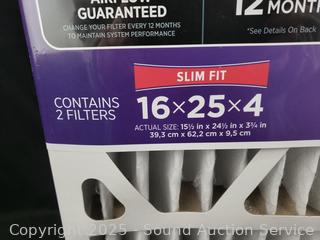 AIRFLOW
GUARANTEED
CHANGE YOUR FILTER EVERY 12 MONTHS
TO MAINTAIN SYSTEM PERFORMANCE
12 MONTH
*See Details On Back
SLIM FIT
CONTAINS
2 FILTERS
16×25×4
ACTUAL SIZE: 15½ in x 24½ in x 3¾ in
39,3 cm x 62,2 cm x 9,5 cm
Copyright 2025 - Sound Auction Service